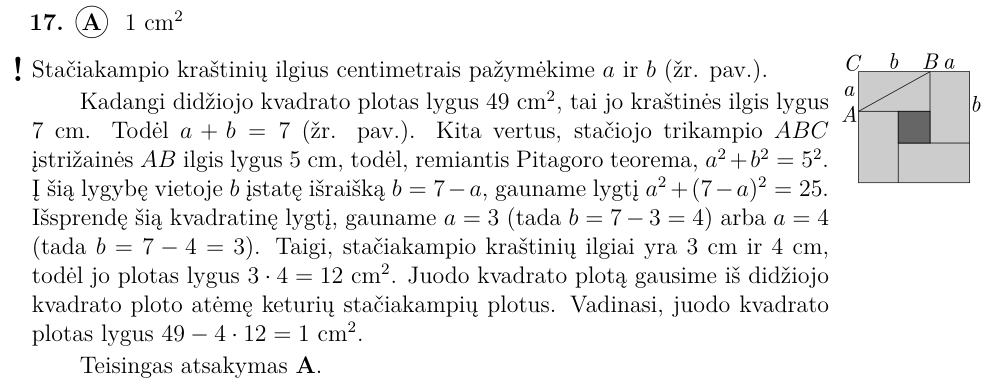 17. A 1 cm²
! Stačiakampio kraštinių ilgius centimetrais pažymėkime a ir b (žr. pav.).
Kadangi didžiojo kvadrato plotas lygus 49 cm², tai jo kraštinės ilgis lygus
7 cm. Todėl a + b = 7 (žr. pav.). Kita vertus, stačiojo trikampio ABC
įstrižainės AB ilgis lygus 5 cm, todėl, remiantis Pitagoro teorema, a² + b² = 5².
Į šią lygybę vietoje b įstatę išraišką b = 7 − a, gauname lygtį a² + (7 − a)² = 25.
Išsprendę šią kvadratinę lygtį, gauname a = 3 (tada b = 7 − 3 = 4) arba a = 4
(tada b = 7 − 4 = 3). Taigi, stačiakampio kraštinių ilgiai yra 3 cm ir 4 cm,
todėl jo plotas lygus 3 · 4 = 12 cm². Juodo kvadrato plotą gausime iš didžiojo
kvadrato ploto atėmę keturių stačiakampių plotus. Vadinasi, juodo kvadrato
plotas lygus 49 − 4 · 12 = 1 cm².
Teisingas atsakymas A.
C b B a
a
A
b